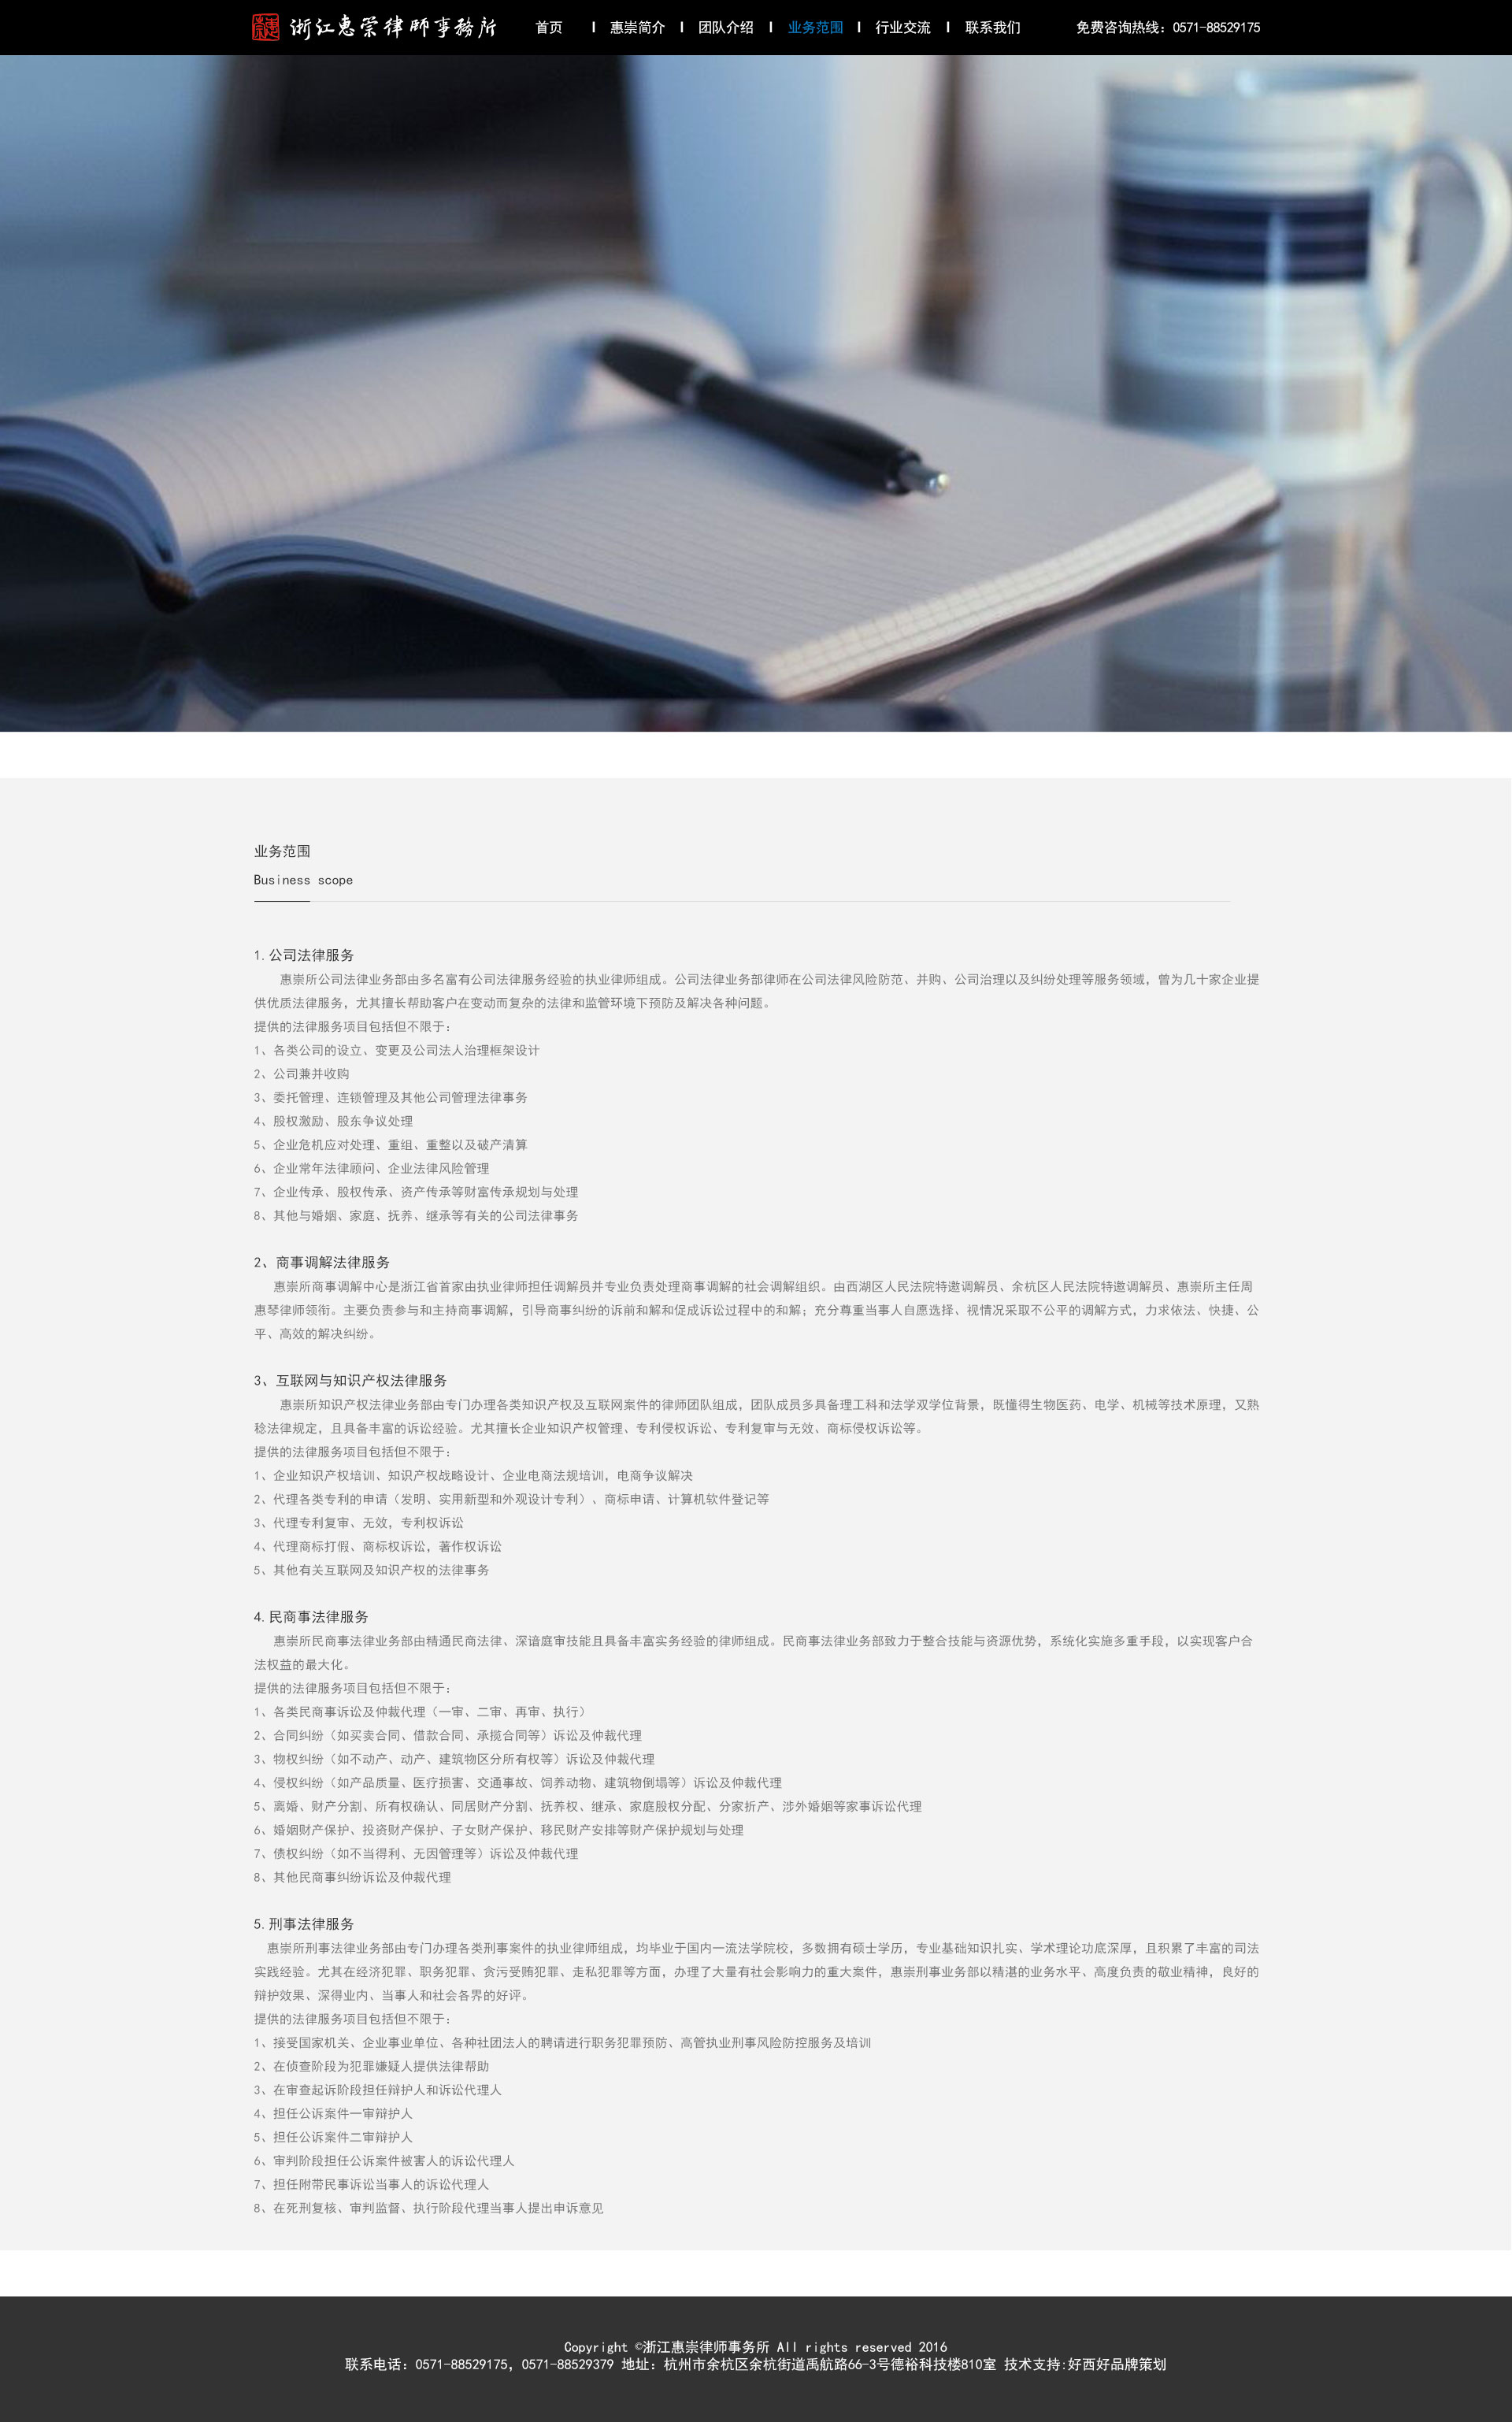 浙江惠崇律師事務所 首页 惠崇简介 团队介绍 业务范围 行业交流 联系我们 免费咨询热线：0571-88529175
业务范围
Business scope
1.公司法律服务
惠崇所公司法律业务部由多名富有公司法律服务经验的执业律师组成。公司法律业务部律师在公司法律风险防范、并购、公司治理以及纠纷处理等服务领域，曾为几十家企业提
供优质法律服务，尤其擅长帮助客户在变动而复杂的法律和监管环境下预防及解决各种问题。
提供的法律服务项目包括但不限于：
1、各类公司的设立、变更及公司法人治理框架设计
2、公司兼并收购
3、委托管理、连锁管理及其他公司管理法律事务
4、股权激励、股东争议处理
5、企业危机应对处理、重组、重整以及破产清算
6、企业常年法律顾问、企业法律风险管理
7、企业传承、股权传承、资产传承等财富传承规划与处理
8、其他与婚姻、家庭、抚养、继承等有关的公司法律事务
2、商事调解法律服务
惠崇所商事调解中心是浙江省首家由执业律师担任调解员并专业负责处理商事调解的社会调解组织。由西湖区人民法院特邀调解员、余杭区人民法院特邀调解员、惠崇所主任周
惠琴律师领衔。主要负责参与和主持商事调解，引导商事纠纷的诉前和解和促成诉讼过程中的和解；充分尊重当事人自愿选择、视情况采取不公平的调解方式，力求依法、快捷、公
平、高效的解决纠纷。
3、互联网与知识产权法律服务
惠崇所知识产权法律业务部由专门办理各类知识产权及互联网案件的律师团队组成，团队成员多具备理工科和法学双学位背景，既懂得生物医药、电学、机械等技术原理，又熟
稔法律规定，且具备丰富的诉讼经验。尤其擅长企业知识产权管理、专利侵权诉讼、专利复审与无效、商标侵权诉讼等。
提供的法律服务项目包括但不限于：
1、企业知识产权培训、知识产权战略设计、企业电商法规培训，电商争议解决
2、代理各类专利的申请（发明、实用新型和外观设计专利）、商标申请、计算机软件登记等
3、代理专利复审、无效，专利权诉讼
4、代理商标打假、商标权诉讼，著作权诉讼
5、其他有关互联网及知识产权的法律事务
4.民商事法律服务
惠崇所民商事法律业务部由精通民商法律、深谙庭审技能且具备丰富实务经验的律师组成。民商事法律业务部致力于整合技能与资源优势，系统化实施多重手段，以实现客户合
法权益的最大化。
提供的法律服务项目包括但不限于：
1、各类民商事诉讼及仲裁代理（一审、二审、再审、执行）
2、合同纠纷（如买卖合同、借款合同、承揽合同等）诉讼及仲裁代理
3、物权纠纷（如不动产、动产、建筑物区分所有权等）诉讼及仲裁代理
4、侵权纠纷（如产品质量、医疗损害、交通事故、饲养动物、建筑物倒塌等）诉讼及仲裁代理
5、离婚、财产分割、所有权确认、同居财产分割、抚养权、继承、家庭股权分配、分家折产、涉外婚姻等家事诉讼代理
6、婚姻财产保护、投资财产保护、子女财产保护、移民财产安排等财产保护规划与处理
7、债权纠纷（如不当得利、无因管理等）诉讼及仲裁代理
8、其他民商事纠纷诉讼及仲裁代理
5.刑事法律服务
惠崇所刑事法律业务部由专门办理各类刑事案件的执业律师组成，均毕业于国内一流法学院校，多数拥有硕士学历，专业基础知识扎实、学术理论功底深厚，且积累了丰富的司法
实践经验。尤其在经济犯罪、职务犯罪、贪污受贿犯罪、走私犯罪等方面，办理了大量有社会影响力的重大案件，惠崇刑事业务部以精湛的业务水平、高度负责的敬业精神，良好的
辩护效果、深得业内、当事人和社会各界的好评。
提供的法律服务项目包括但不限于：
1、接受国家机关、企业事业单位、各种社团法人的聘请进行职务犯罪预防、高管执业刑事风险防控服务及培训
2、在侦查阶段为犯罪嫌疑人提供法律帮助
3、在审查起诉阶段担任辩护人和诉讼代理人
4、担任公诉案件一审辩护人
5、担任公诉案件二审辩护人
6、审判阶段担任公诉案件被害人的诉讼代理人
7、担任附带民事诉讼当事人的诉讼代理人
8、在死刑复核、审判监督、执行阶段代理当事人提出申诉意见
Copyright ©浙江惠崇律师事务所 All rights reserved 2016
联系电话：0571-88529175，0571-88529379 地址：杭州市余杭区余杭街道禹航路66-3号德裕科技楼810室 技术支持:好西好品牌策划